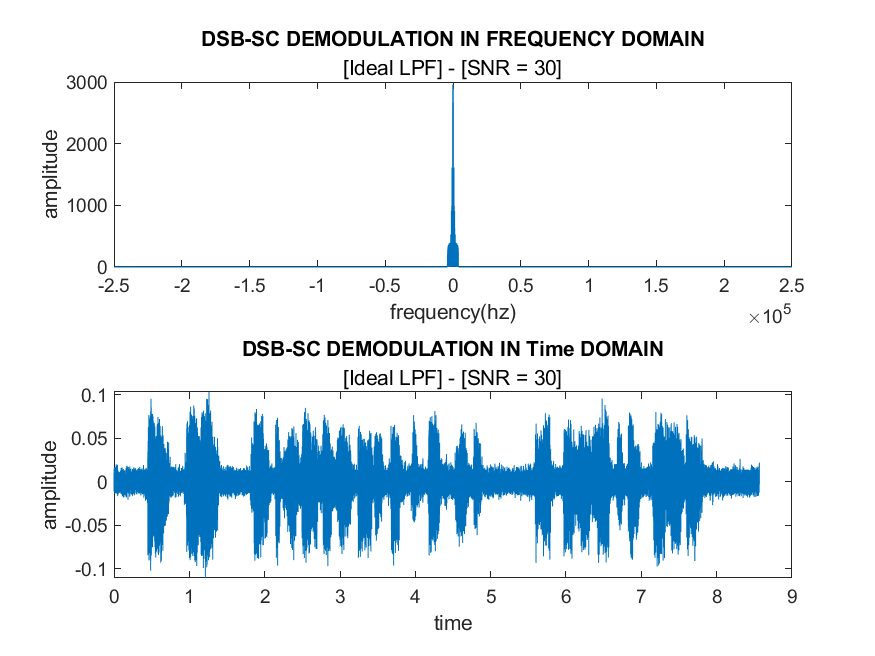 DSB-SC DEMODULATION IN FREQUENCY DOMAIN
[Ideal LPF] - [SNR = 30]
3000
2000
1000
0
amplitude
-2.5 -2 -1.5 -1 -0.5 0 0.5 1 1.5 2 2.5
frequency(hz)
×10⁵
DSB-SC DEMODULATION IN Time DOMAIN
[Ideal LPF] - [SNR = 30]
0.1
0.05
0
-0.05
-0.1
amplitude
0 1 2 3 4 5 6 7 8 9
time